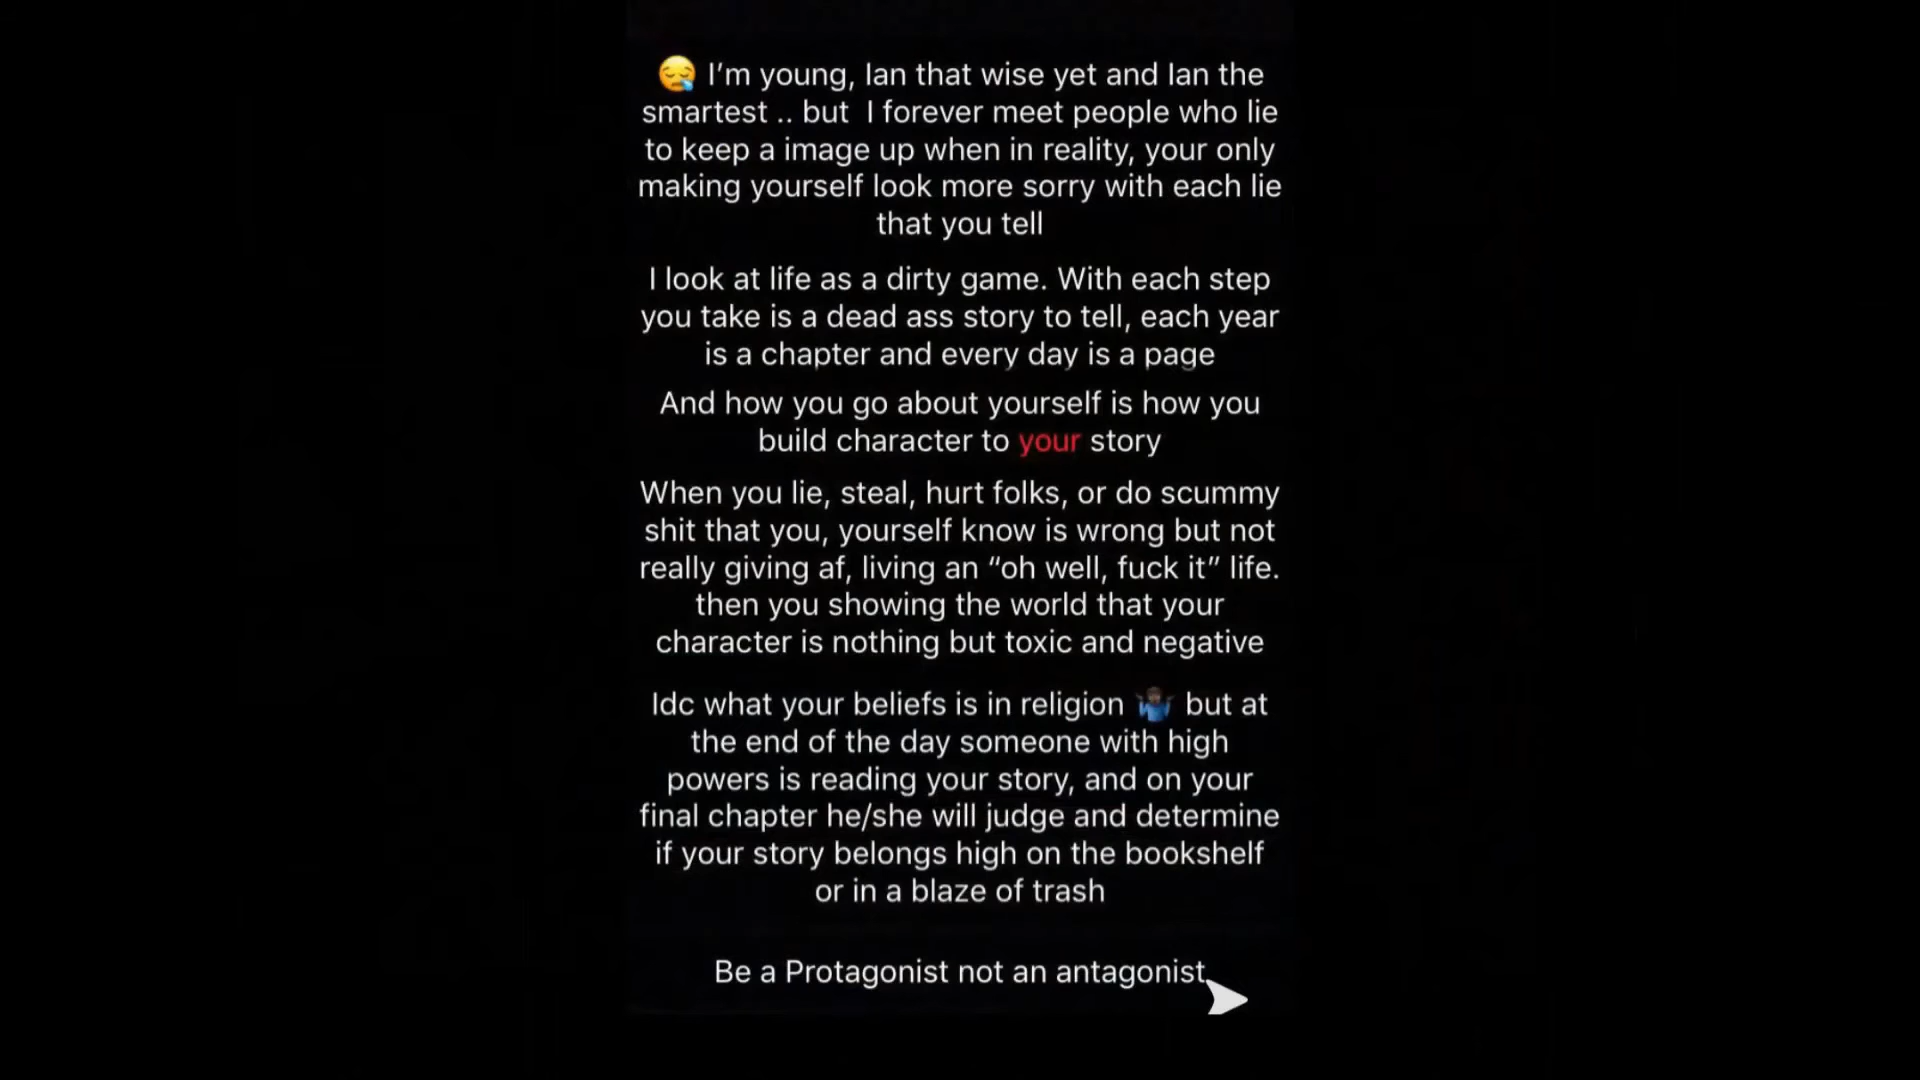 😪 I’m young, Ian that wise yet and Ian the
smartest .. but  I forever meet people who lie
to keep a image up when in reality, your only
making yourself look more sorry with each lie
that you tell
I look at life as a dirty game. With each step
you take is a dead ass story to tell, each year
is a chapter and every day is a page
And how you go about yourself is how you
build character to your story
When you lie, steal, hurt folks, or do scummy
shit that you, yourself know is wrong but not
really giving af, living an “oh well, fuck it” life.
then you showing the world that your
character is nothing but toxic and negative
Idc what your beliefs is in religion 🤷🏾‍♂️ but at
the end of the day someone with high
powers is reading your story, and on your
final chapter he/she will judge and determine
if your story belongs high on the bookshelf
or in a blaze of trash
Be a Protagonist not an antagonist